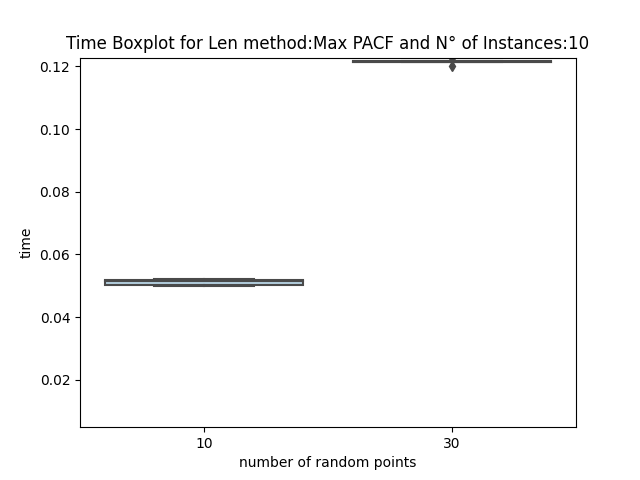 Time Boxplot for Len method:Max PACF and N° of Instances:10
0.12
0.10
0.08
0.06
0.04
0.02
time
10 30
number of random points